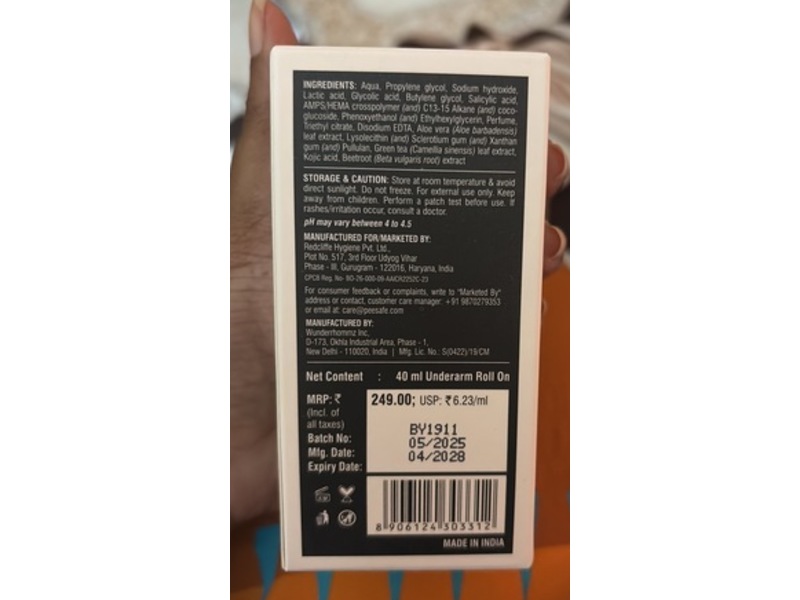 INGREDIENTS: Aqua, Propylene glycol, Sodium hydroxide,
Lactic acid, Glycolic acid, Butylene glycol, Salicylic acid,
AMPS/HEMA crosspolymer (and) C13-15 Alkane (and) coco-
glucoside, Phenoxyethanol (and) Ethylhexylglycerin, Perfume,
Triethyl citrate, Disodium EDTA, Aloe vera (Aloe barbadensis)
leaf extract, Lysolecithin (and) Sclerotium gum (and) Xanthan
gum (and) Pullulan, Green tea (Camellia sinensis) leaf extract,
Kojic acid, Beetroot (Beta vulgaris root) extract
STORAGE & CAUTION: Store at room temperature & avoid
direct sunlight. Do not freeze. For external use only. Keep
away from children. Perform a patch test before use. If
rashes/irritation occur, consult a doctor.
pH may vary between 4 to 4.5
MANUFACTURED FOR/MARKETED BY:
Redcliffe Hygiene Pvt. Ltd.,
Plot No. 517, 3rd Floor Udyog Vihar
Phase - III, Gurugram - 122016, Haryana, India
CPCB Reg. No- BO-26-000-09-AAICR2252C-23
For consumer feedback or complaints, write to "Marketed By"
address or contact, customer care manager: +91 9870279353
or email at: care@peesafe.com
MANUFACTURED BY:
Wunderhommz Inc.
D-173, Okhla Industrial Area, Phase - 1,
New Delhi - 110020, India | Mfg. Lic. No.: S(0422)/19/CM
Net Content : 40 ml Underarm Roll On
MRP: ₹ 249.00; USP: ₹ 6.23/ml
(Incl. of
all taxes)
Batch No: BY1911
Mfg. Date: 05/2025
Expiry Date: 04/2028
8 906124 303312
MADE IN INDIA